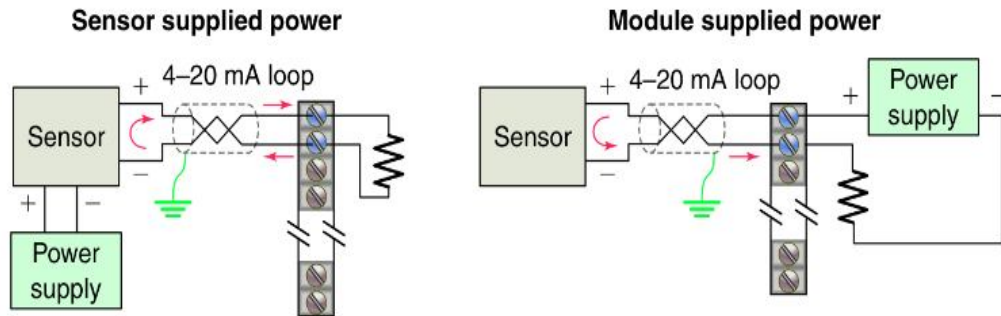 Sensor supplied power
4–20 mA loop
+
Sensor
–
+ –
Power
supply
Module supplied power
4–20 mA loop
+
Sensor
–
+
Power
supply
–